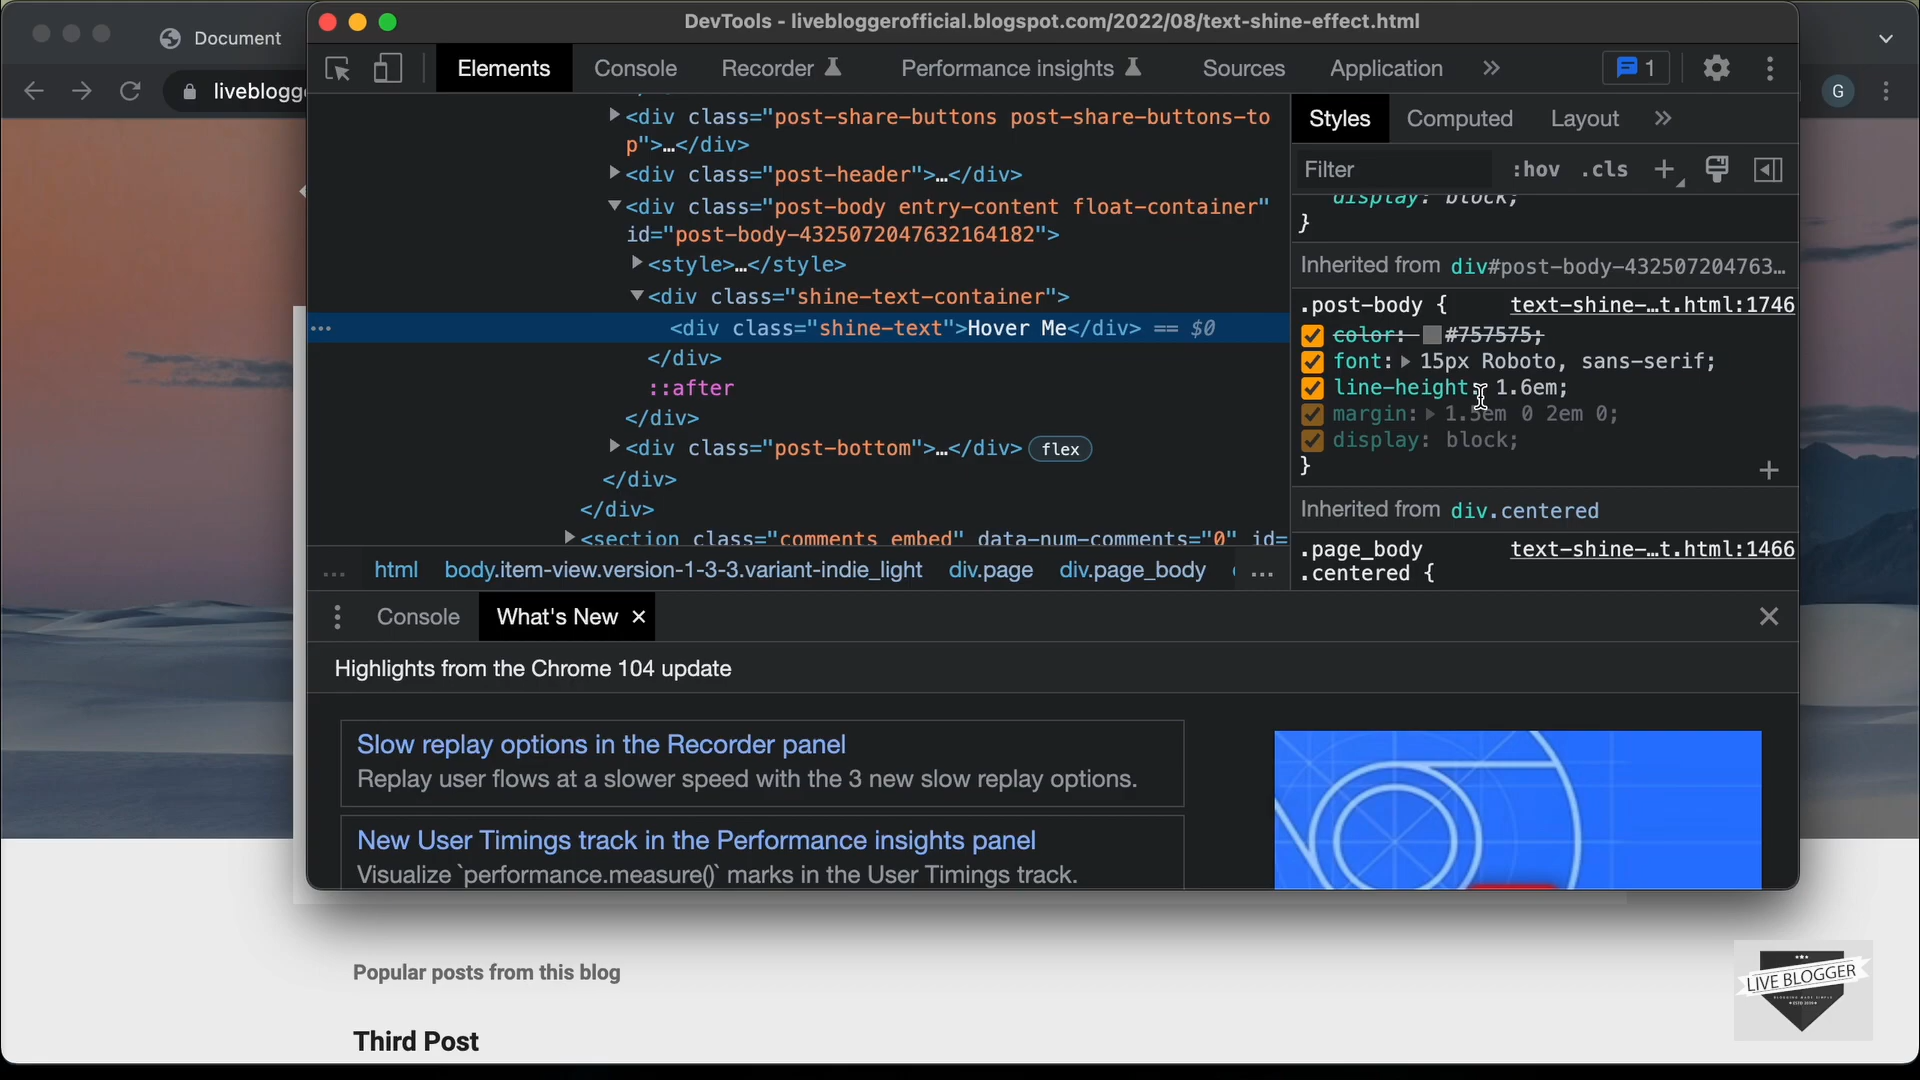 DevTools - livebloggerofficial.blogspot.com/2022/08/text-shine-effect.html
Document
liveblogg
G
Elements Console Recorder Performance insights Sources Application » 1
<div class="post-share-buttons post-share-buttons-to
p">…</div>
<div class="post-header">…</div>
<div class="post-body entry-content float-container"
id="post-body-4325072047632164182">
<style>…</style>
<div class="shine-text-container">
<div class="shine-text">Hover Me</div> == $0
</div>
::after
</div>
<div class="post-bottom">…</div> flex
</div>
</div>
<section class="comments embed" data-num-comments="0" id=
... html body.item-view.version-1-3-3.variant-indie_light div.page div.page_body ...
Styles Computed Layout »
Filter :hov .cls +
display: block;
}
Inherited from div#post-body-432507204763…
.post-body { text-shine-…t.html:1746
color: #757575;
font: 15px Roboto, sans-serif;
line-height: 1.6em;
margin: 1.5em 0 2em 0;
display: block;
}
Inherited from div.centered
.page_body text-shine-…t.html:1466
.centered {
Console What's New ×
Highlights from the Chrome 104 update
Slow replay options in the Recorder panel
Replay user flows at a slower speed with the 3 new slow replay options.
New User Timings track in the Performance insights panel
Visualize `performance.measure()` marks in the User Timings track.
Popular posts from this blog
Third Post
LIVE BLOGGER